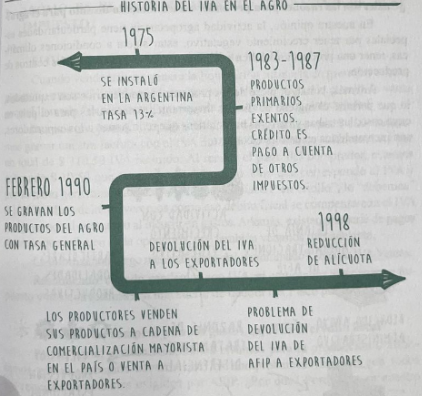 HISTORIA DEL IVA EN EL AGRO
1975
SE INSTALÓ
EN LA ARGENTINA
TASA 13%
1983-1987
PRODUCTOS
PRIMARIOS
EXENTOS.
CRÉDITO ES
PAGO A CUENTA
DE OTROS
IMPUESTOS.
FEBRERO 1990
SE GRAVAN LOS
PRODUCTOS DEL AGRO
CON TASA GENERAL
DEVOLUCIÓN DEL IVA
A LOS EXPORTADORES
1998
REDUCCIÓN
DE ALÍCUOTA
LOS PRODUCTORES VENDEN
SUS PRODUCTOS A CADENA DE
COMERCIALIZACIÓN MAYORISTA
EN EL PAÍS O VENTA A
EXPORTADORES.
PROBLEMA DE
DEVOLUCIÓN
DEL IVA DE
AFIP A EXPORTADORES